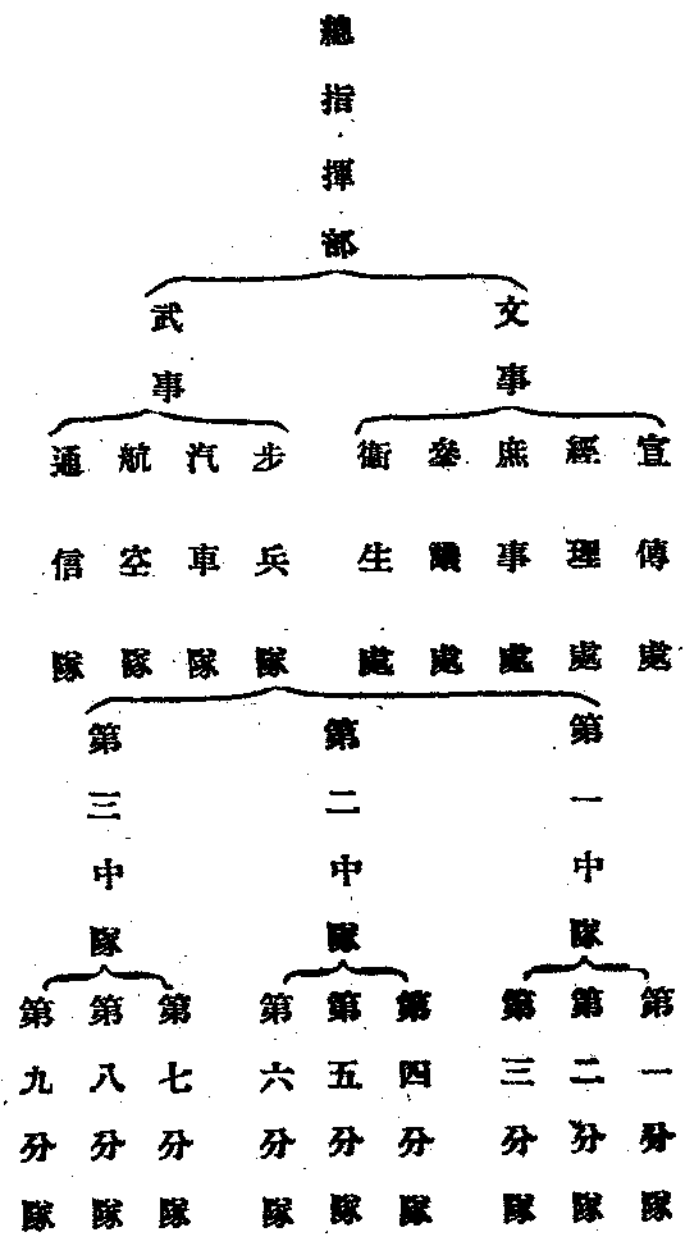 總指揮部
文事
武事
宣傳處
經理處
庶事處
參議處
衞生處
步兵隊
汽車隊
航空隊
通信隊
第一中隊
第二中隊
第三中隊
第一分隊
第二分隊
第三分隊
第四分隊
第五分隊
第六分隊
第七分隊
第八分隊
第九分隊